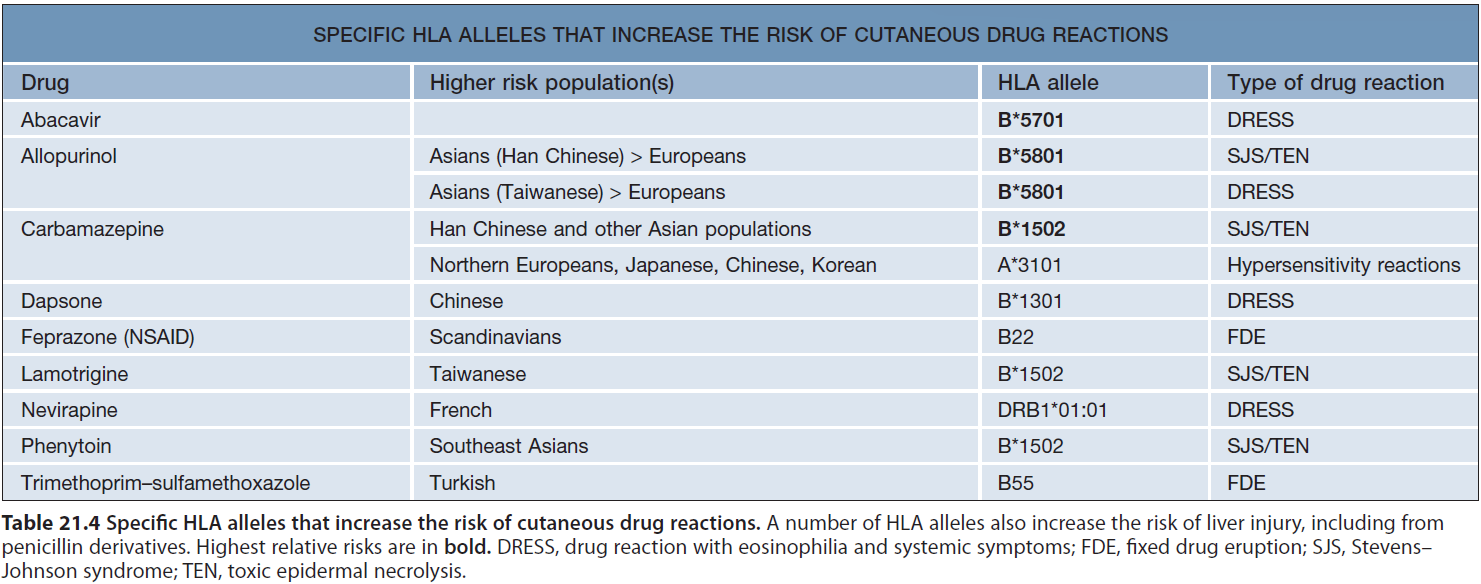 SPECIFIC HLA ALLELES THAT INCREASE THE RISK OF CUTANEOUS DRUG REACTIONS
Drug Higher risk population(s) HLA allele Type of drug reaction
Abacavir B*5701 DRESS
Allopurinol Asians (Han Chinese) > Europeans B*5801 SJS/TEN
Asians (Taiwanese) > Europeans B*5801 DRESS
Carbamazepine Han Chinese and other Asian populations B*1502 SJS/TEN
Northern Europeans, Japanese, Chinese, Korean A*3101 Hypersensitivity reactions
Dapsone Chinese B*1301 DRESS
Feprazone (NSAID) Scandinavians B22 FDE
Lamotrigine Taiwanese B*1502 SJS/TEN
Nevirapine French DRB1*01:01 DRESS
Phenytoin Southeast Asians B*1502 SJS/TEN
Trimethoprim–sulfamethoxazole Turkish B55 FDE
Table 21.4 Specific HLA alleles that increase the risk of cutaneous drug reactions. A number of HLA alleles also increase the risk of liver injury, including from
penicillin derivatives. Highest relative risks are in bold. DRESS, drug reaction with eosinophilia and systemic symptoms; FDE, fixed drug eruption; SJS, Stevens–
Johnson syndrome; TEN, toxic epidermal necrolysis.